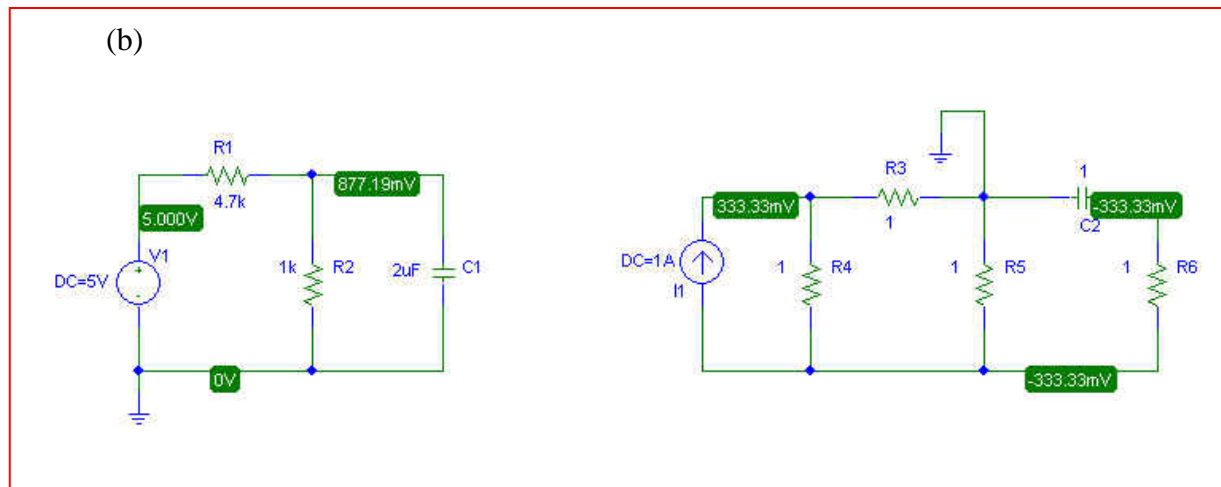 (b)
R1
4.7k
877.19mV
5.000V
V1
DC=5V
1k
R2
2uF
C1
0V
R3
1
1
333.33mV
-333.33mV
C2
DC=1A
I1
1
R4
1
R5
1
R6
-333.33mV